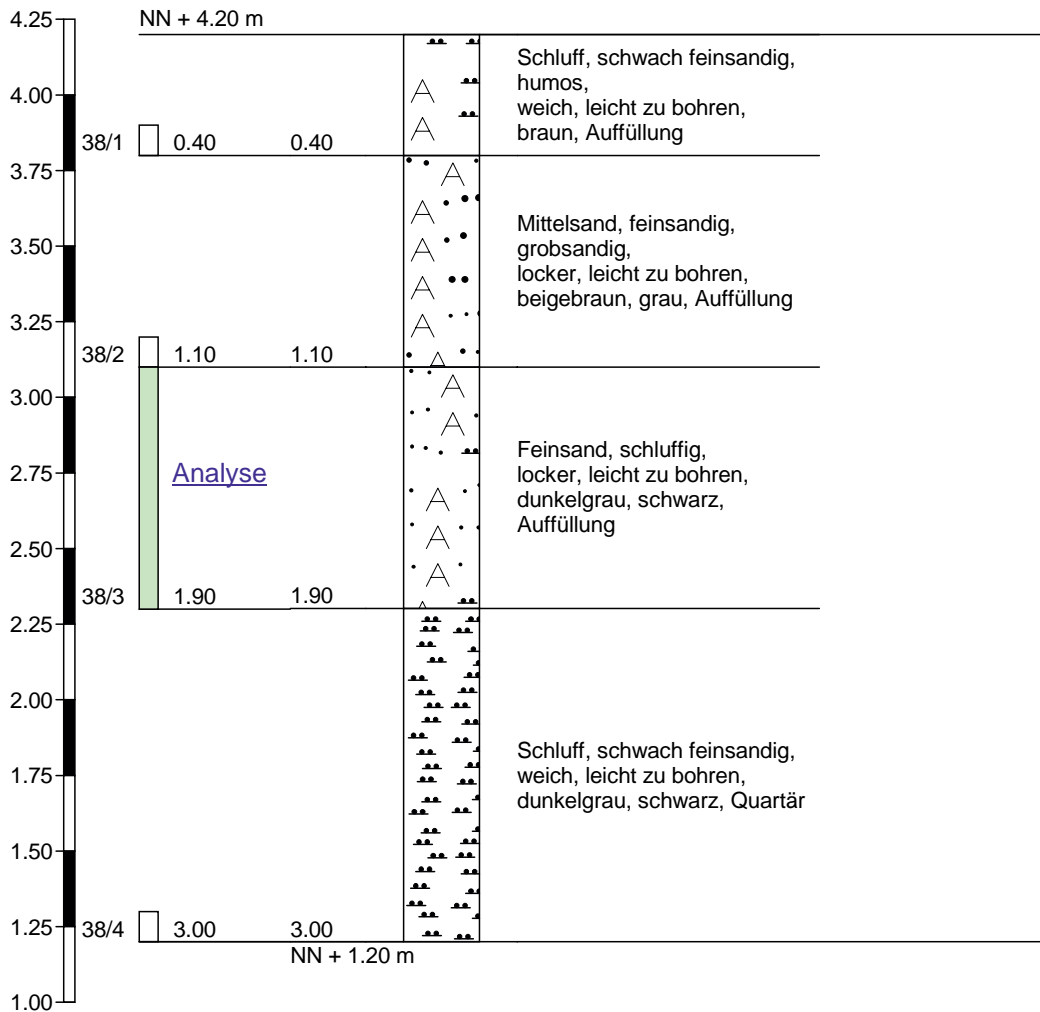 4.25
NN + 4.20 m
Schluff, schwach feinsandig,
humos,
weich, leicht zu bohren,
braun, Auffüllung
4.00
38/1 0.40 0.40
3.75
Mittelsand, feinsandig,
grobsandig,
locker, leicht zu bohren,
beigebraun, grau, Auffüllung
3.50
3.25
38/2 1.10 1.10
3.00
Feinsand, schluffig,
locker, leicht zu bohren,
dunkelgrau, schwarz,
Auffüllung
2.75
Analyse
2.50
38/3 1.90 1.90
2.25
2.00
Schluff, schwach feinsandig,
weich, leicht zu bohren,
dunkelgrau, schwarz, Quartär
1.75
1.50
1.25
38/4 3.00 3.00
NN + 1.20 m
1.00